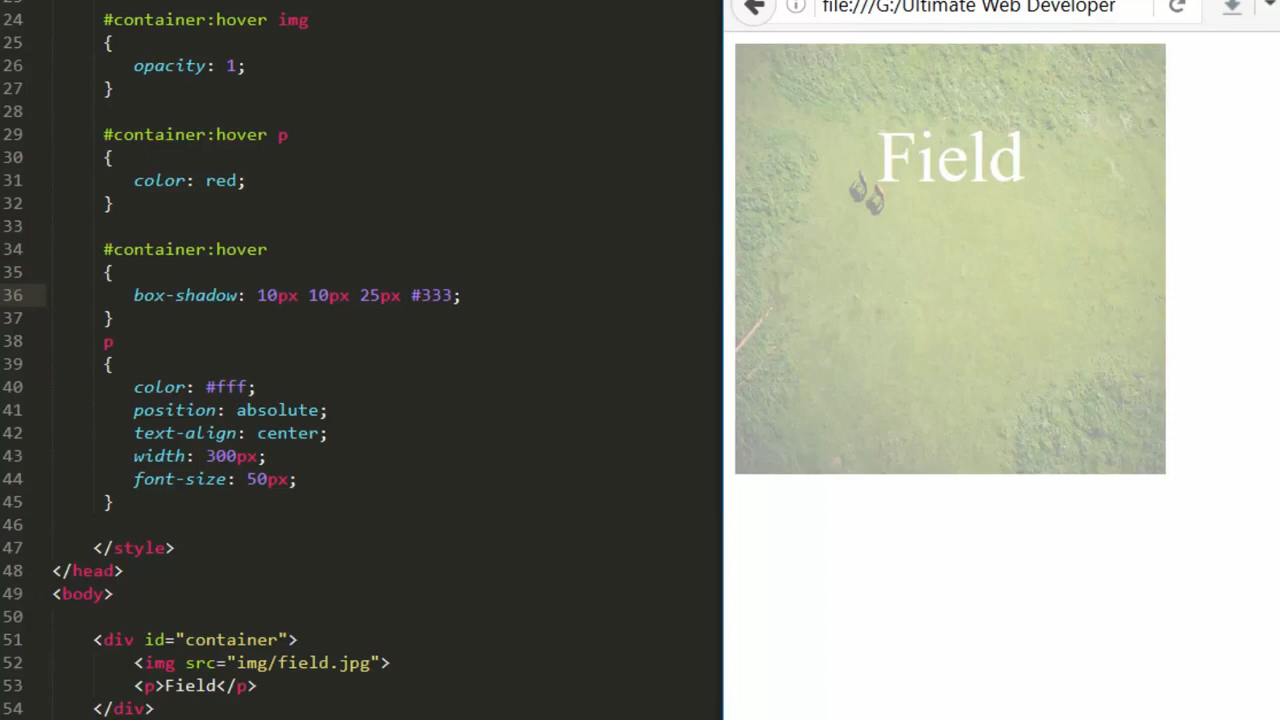 file:///G:/Ultimate Web Developer
24 #container:hover img
25 {
26 opacity: 1;
27 }
28
29 #container:hover p
30 {
31 color: red;
32 }
33
34 #container:hover
35 {
36 box-shadow: 10px 10px 25px #333;
37 }
38 p
39 {
40 color: #fff;
41 position: absolute;
42 text-align: center;
43 width: 300px;
44 font-size: 50px;
45 }
46
47 </style>
48 </head>
49 <body>
50
51 <div id="container">
52 <img src="img/field.jpg">
53 <p>Field</p>
54 </div>
Field